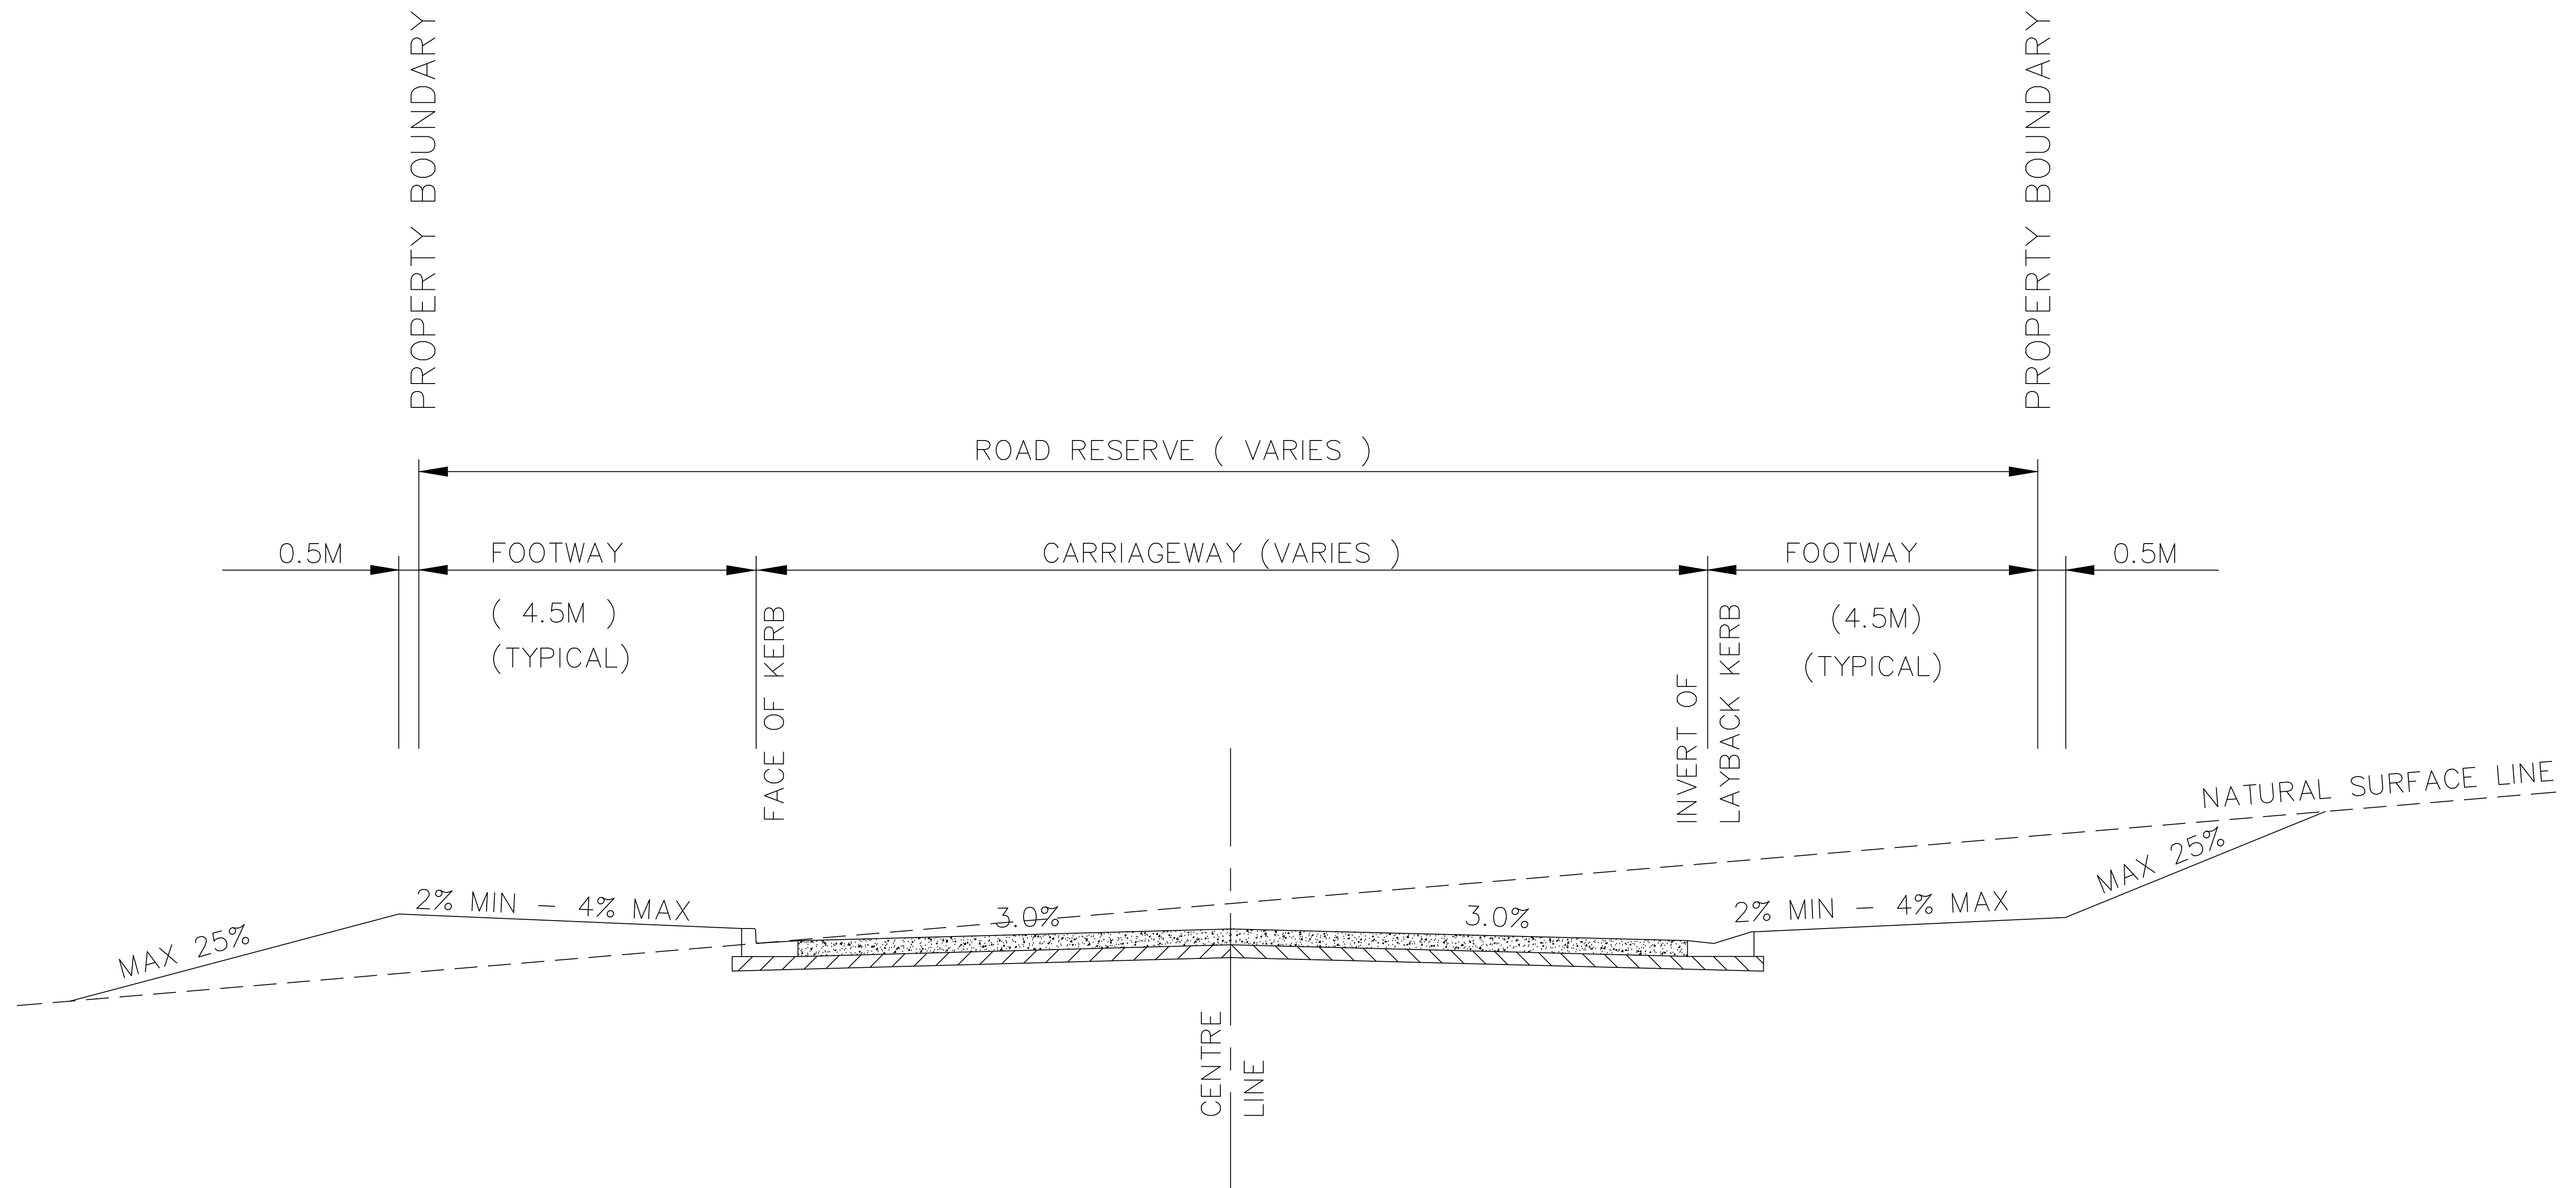 PROPERTY BOUNDARY
PROPERTY BOUNDARY
ROAD RESERVE ( VARIES )
0.5M
FOOTWAY
CARRIAGEWAY (VARIES )
FOOTWAY
0.5M
( 4.5M )
(TYPICAL)
(4.5M)
(TYPICAL)
FACE OF KERB
INVERT OF
LAYBACK KERB
NATURAL SURFACE LINE
MAX 25%
2% MIN - 4% MAX
3.0%
3.0%
2% MIN - 4% MAX
MAX 25%
CENTRE
LINE